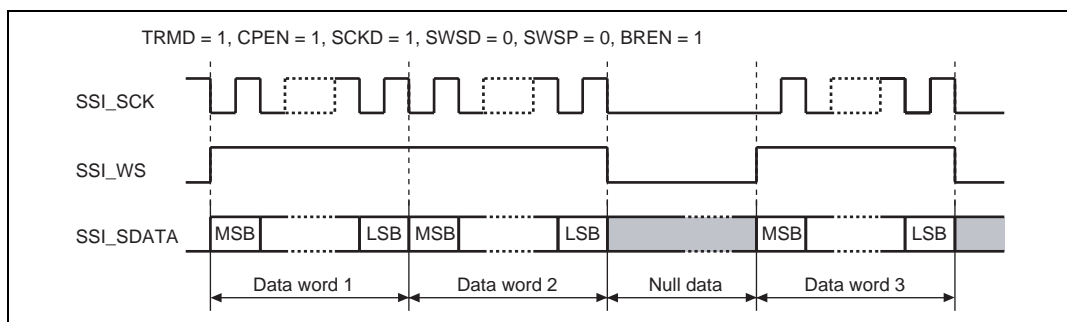 TRMD = 1, CPEN = 1, SCKD = 1, SWSD = 0, SWSP = 0, BREN = 1
SSI_SCK
SSI_WS
SSI_SDATA MSB LSB MSB LSB MSB LSB
Data word 1 Data word 2 Null data Data word 3